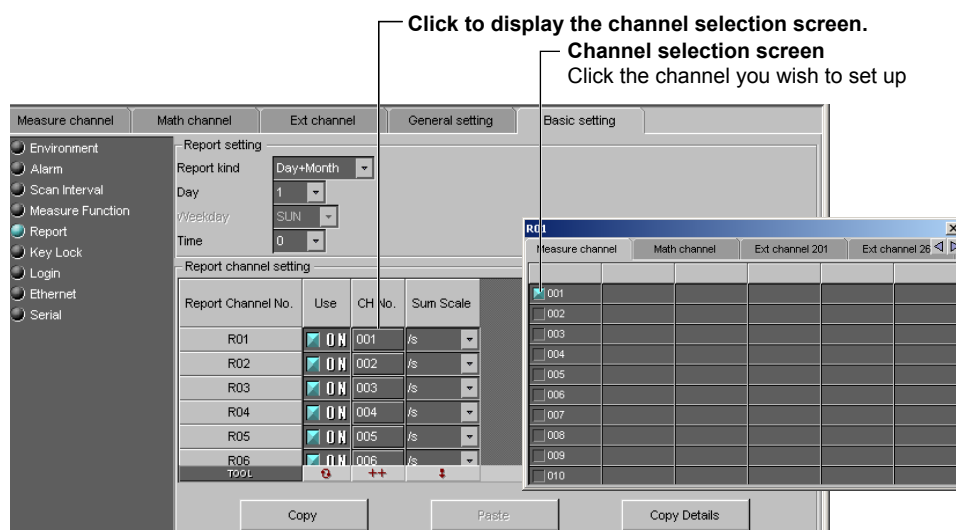 Click to display the channel selection screen.
Channel selection screen
Click the channel you wish to set up
Measure channel
Math channel
Ext channel
General setting
Basic setting
Environment
Alarm
Scan Interval
Measure Function
Report
Key Lock
Login
Ethernet
Serial
Report setting
Report kind Day+Month
Day 1
Weekday SUN
Time 0
Report channel setting
Report Channel No. Use CH No. Sum Scale
R01 ON 001 /s
R02 ON 002 /s
R03 ON 003 /s
R04 ON 004 /s
R05 ON 005 /s
R06 ON 006 /s
TOOL
Copy Paste Copy Details
R01
Measure channel Math channel Ext channel 201 Ext channel 26
001
002
003
004
005
006
007
008
009
010